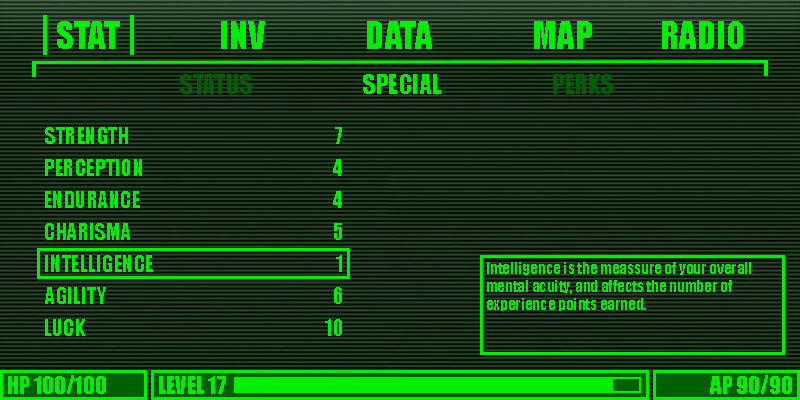 STAT INV DATA MAP RADIO
STATUS SPECIAL PERKS
STRENGTH 7
PERCEPTION 4
ENDURANCE 4
CHARISMA 5
INTELLIGENCE 1
AGILITY 6
LUCK 10
Intelligence is the meassure of your overall
mental acuity, and affects the number of
experience points earned.
HP 100/100 LEVEL 17 AP 90/90